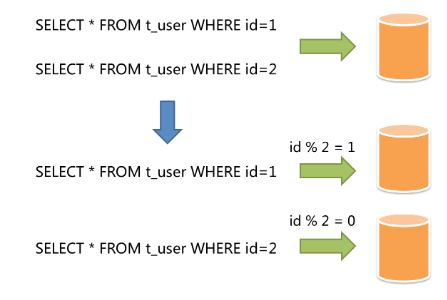 SELECT * FROM t_user WHERE id=1
SELECT * FROM t_user WHERE id=2
id % 2 = 1
SELECT * FROM t_user WHERE id=1
id % 2 = 0
SELECT * FROM t_user WHERE id=2